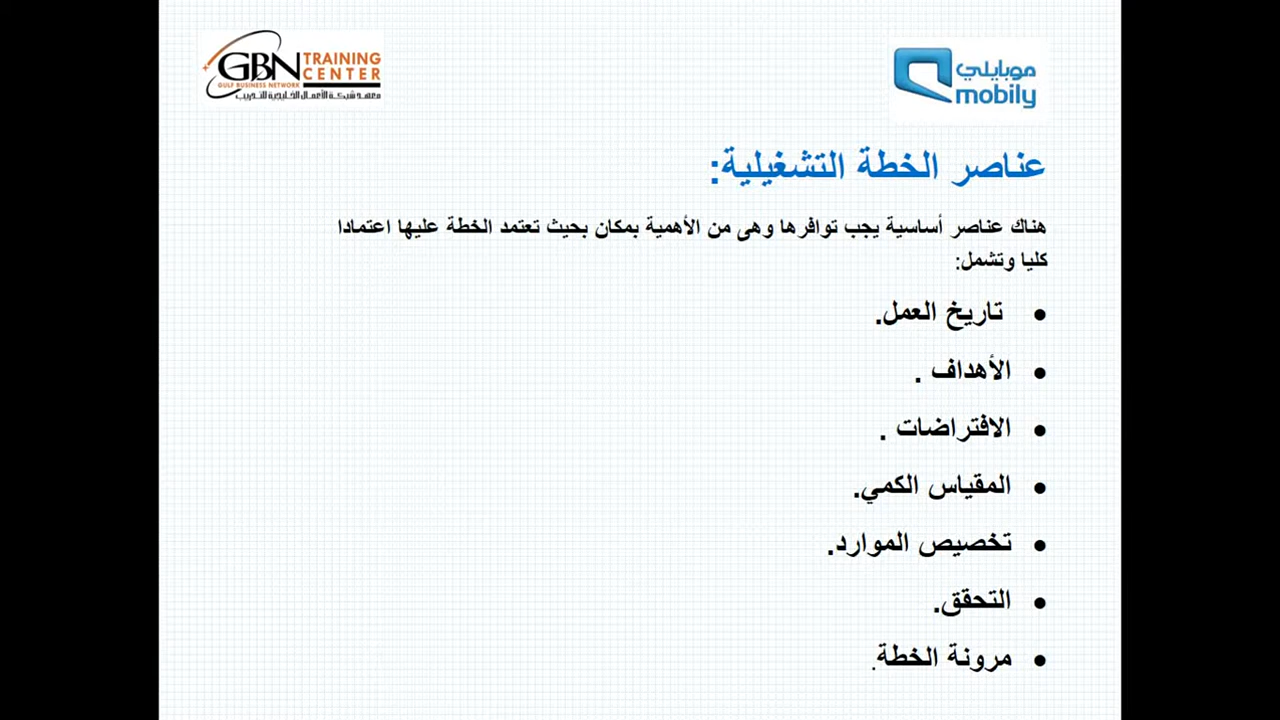 GBN TRAINING CENTER
GULF BUSINESS NETWORK
معهد شبكة الأعمال الخليجية للتدريب
موبايلي
mobily
عناصر الخطة التشغيلية:
هناك عناصر أساسية يجب توافرها وهى من الأهمية بمكان بحيث تعتمد الخطة عليها اعتمادا
كليا وتشمل:
• تاريخ العمل.
• الأهداف .
• الافتراضات .
• المقياس الكمي.
• تخصيص الموارد.
• التحقق.
• مرونة الخطة.